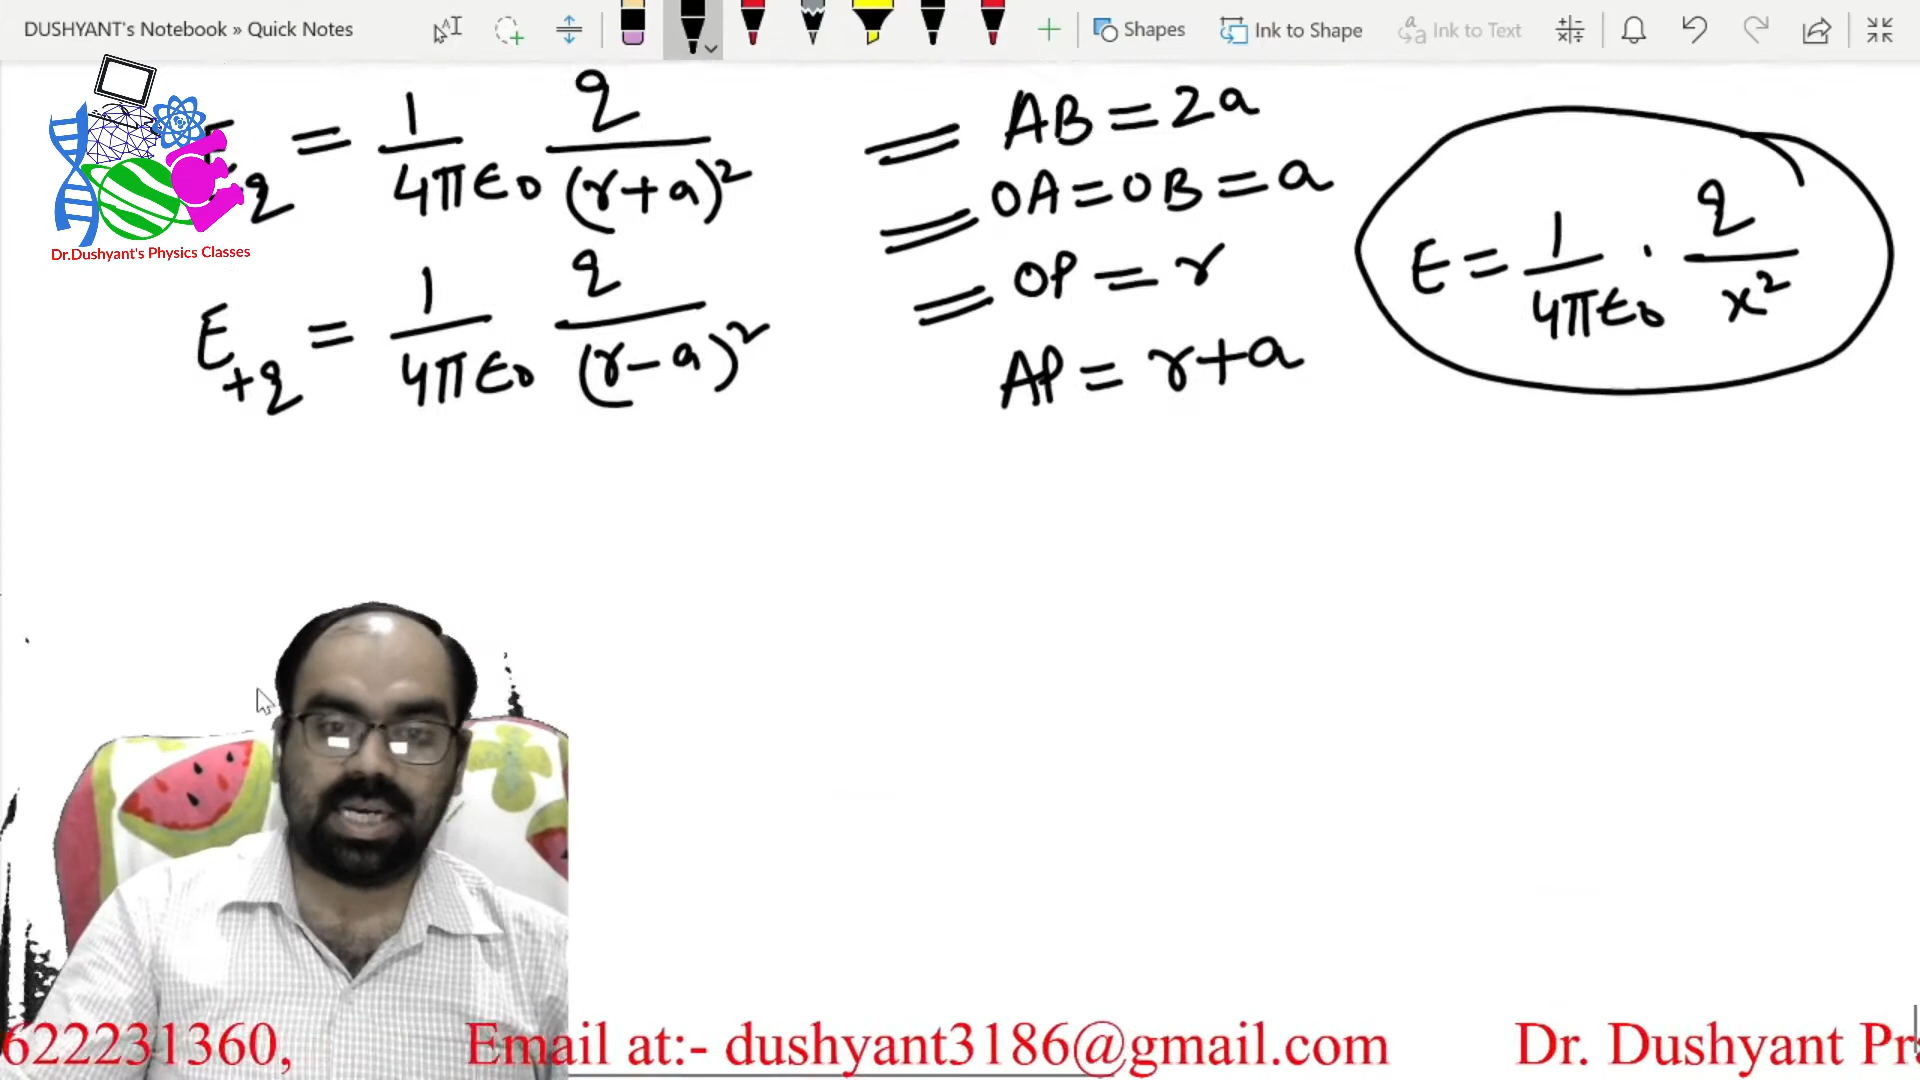 DUSHYANT's Notebook » Quick Notes
Shapes
Ink to Shape
Ink to Text
E-q = 1/4πϵ0 q/(r+a)²
E+q = 1/4πϵ0 q/(r-a)²
AB = 2a
OA = OB = a
OP = r
AP = r+a
E = 1/4πϵ0 · q/x²
Dr.Dushyant's Physics Classes
622231360, Email at:- dushyant3186@gmail.com Dr. Dushyant